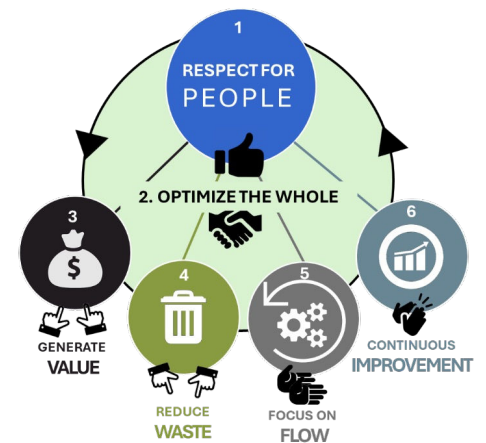 1
RESPECT FOR
PEOPLE
2. OPTIMIZE THE WHOLE
3
$
GENERATE
VALUE
4
REDUCE
WASTE
5
FOCUS ON
FLOW
6
CONTINUOUS
IMPROVEMENT